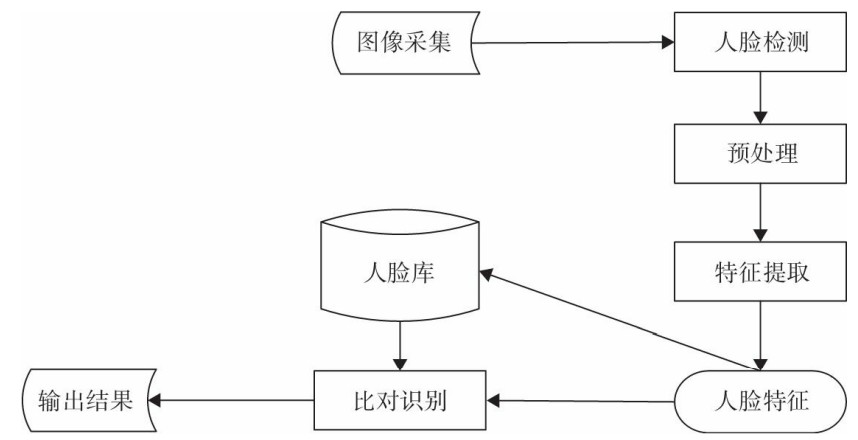 图像采集
人脸检测
预处理
人脸库
特征提取
输出结果
比对识别
人脸特征